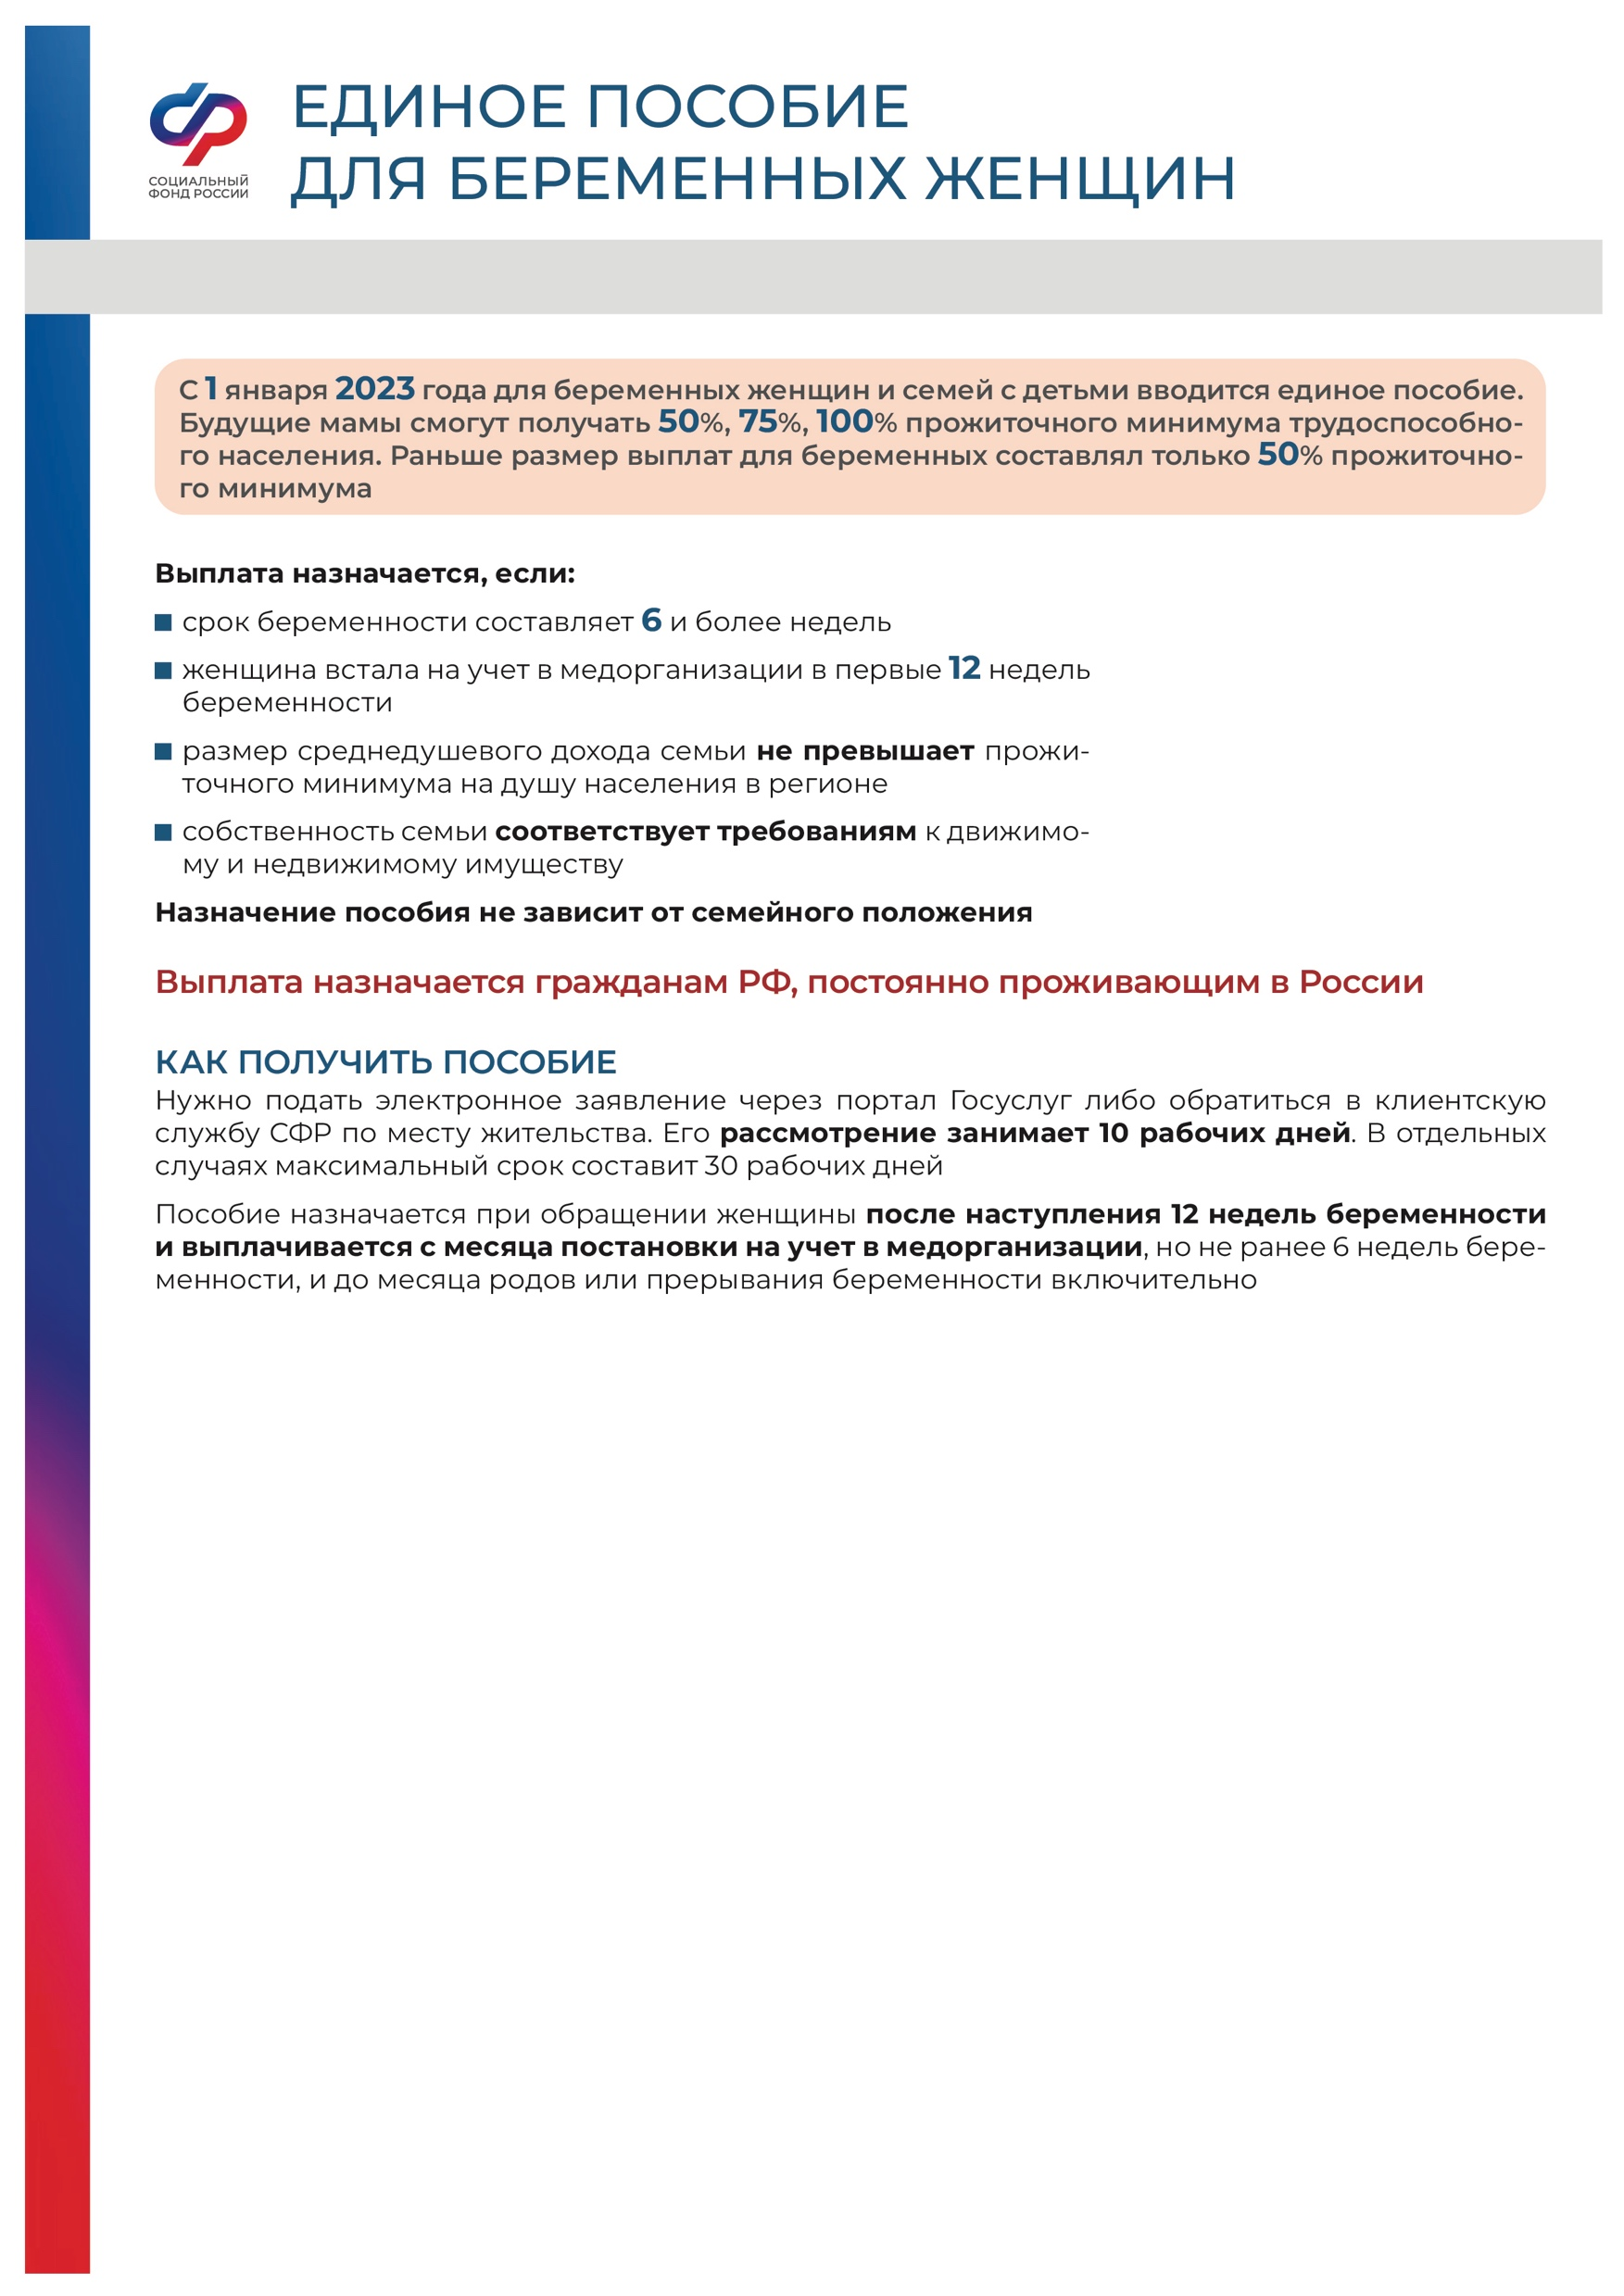 СОЦИАЛЬНЫЙ
ФОНД РОССИИ
ЕДИНОЕ ПОСОБИЕ
ДЛЯ БЕРЕМЕННЫХ ЖЕНЩИН
С 1 января 2023 года для беременных женщин и семей с детьми вводится единое пособие.
Будущие мамы смогут получать 50%, 75%, 100% прожиточного минимума трудоспособно-
го населения. Раньше размер выплат для беременных составлял только 50% прожиточно-
го минимума
Выплата назначается, если:
срок беременности составляет 6 и более недель
женщина встала на учет в медорганизации в первые 12 недель
беременности
размер среднедушевого дохода семьи не превышает прожи-
точного минимума на душу населения в регионе
собственность семьи соответствует требованиям к движимо-
му и недвижимому имуществу
Назначение пособия не зависит от семейного положения
Выплата назначается гражданам РФ, постоянно проживающим в России
КАК ПОЛУЧИТЬ ПОСОБИЕ
Нужно подать электронное заявление через портал Госуслуг либо обратиться в клиентскую
службу СФР по месту жительства. Его рассмотрение занимает 10 рабочих дней. В отдельных
случаях максимальный срок составит 30 рабочих дней
Пособие назначается при обращении женщины после наступления 12 недель беременности
и выплачивается с месяца постановки на учет в медорганизации, но не ранее 6 недель бере-
менности, и до месяца родов или прерывания беременности включительно